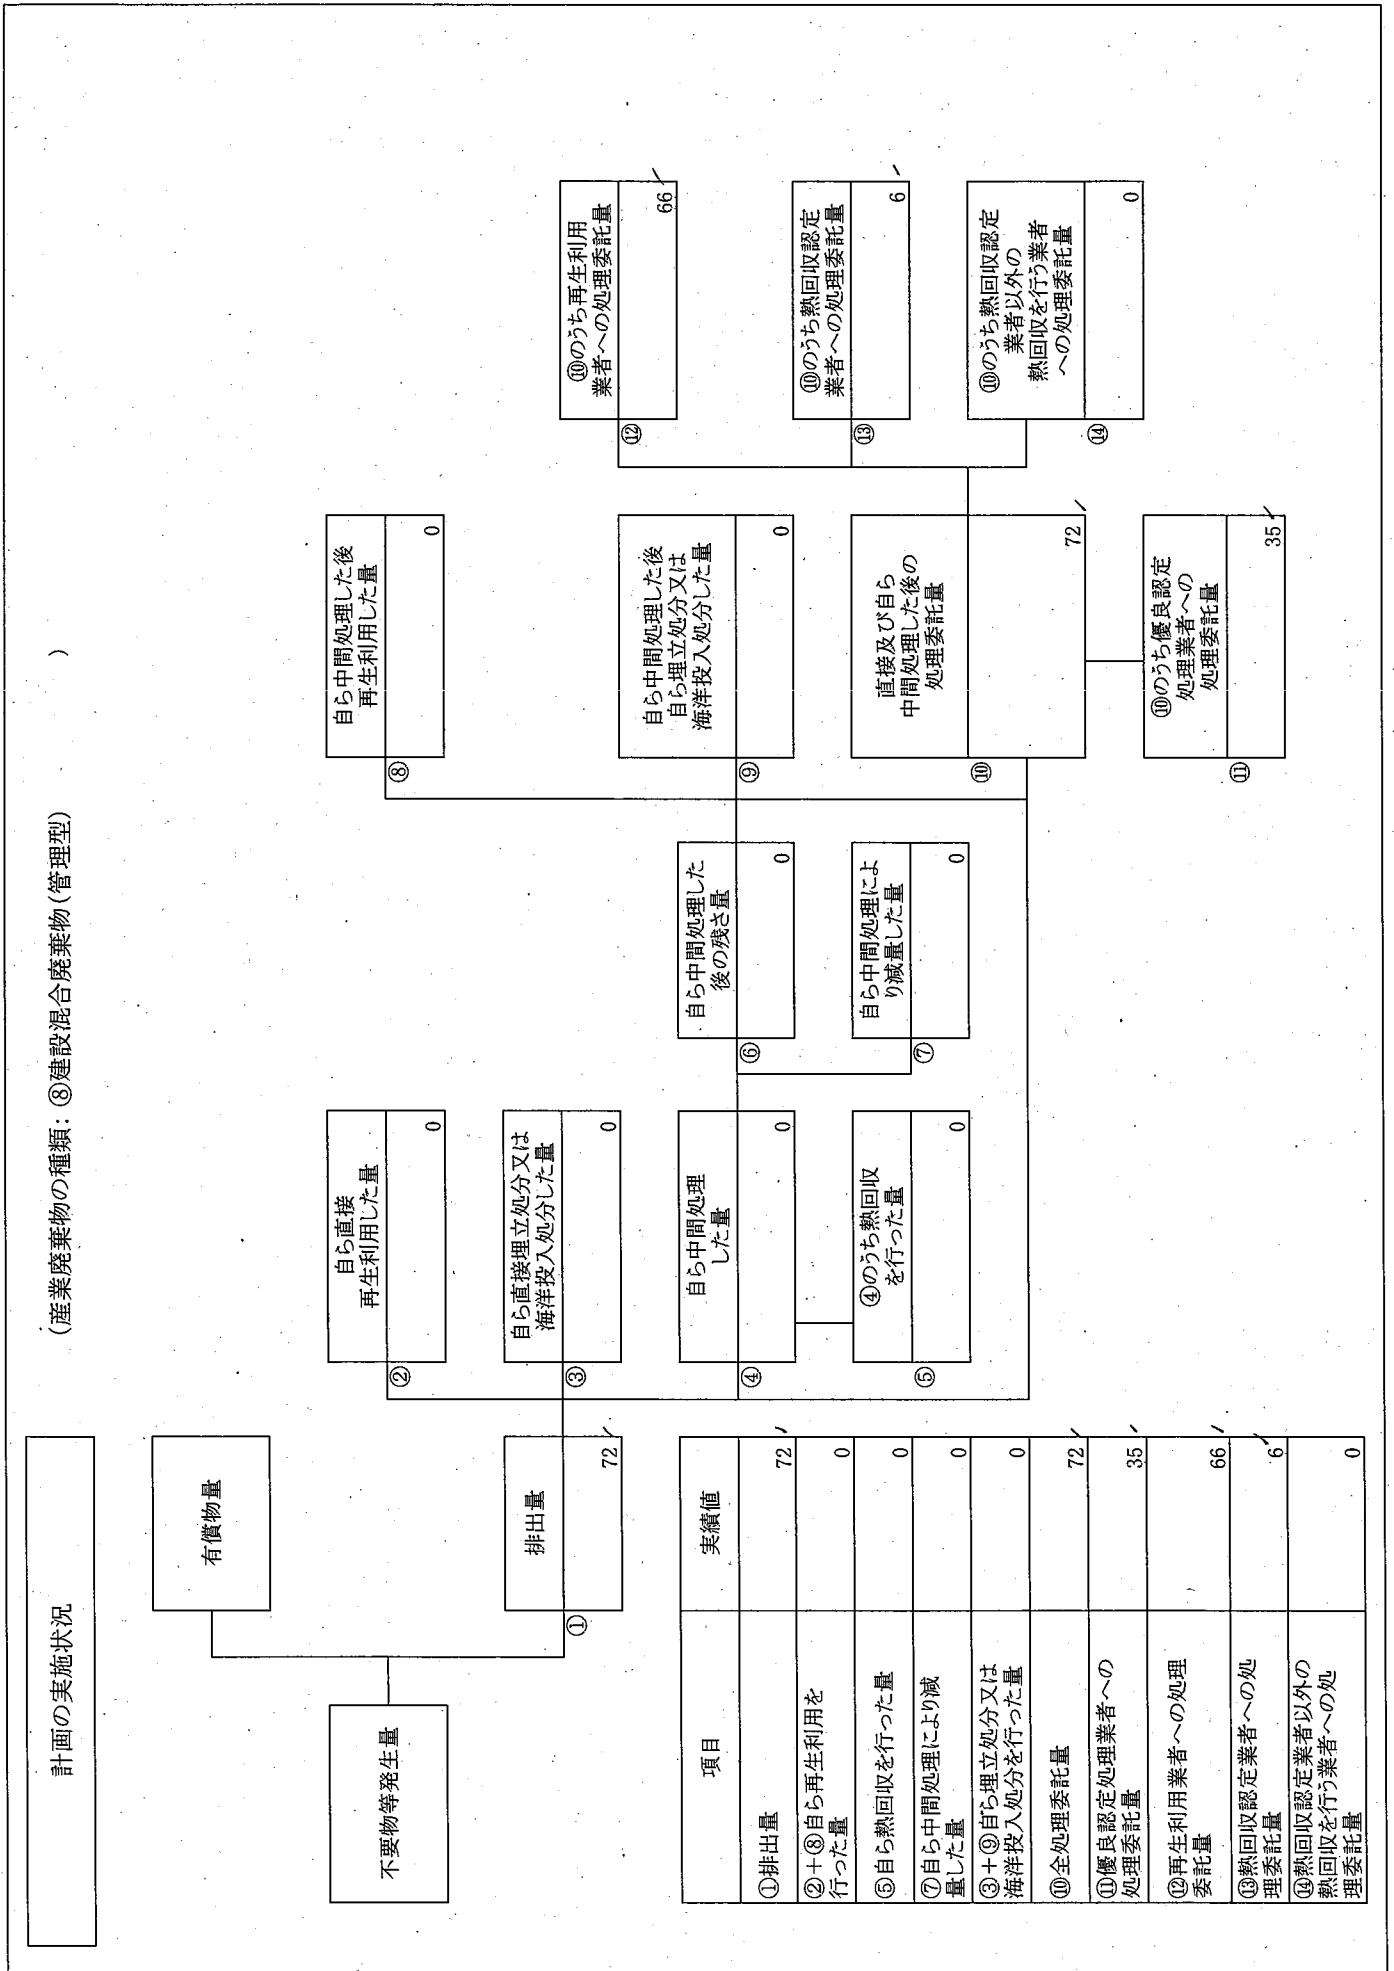 計画の実施状況
(産業廃棄物の種類:⑧建設混合廃棄物(管理型)
)
不要物等発生量
有償物量
①
排出量
72
②
自ら直接
再生利用した量
0
③
自ら直接埋立処分又は
海洋投入処分した量
0
④
自ら中間処理
した量
0
⑤
④のうち熱回収
を行った量
0
⑥
自ら中間処理した
後の残さ量
0
⑦
自ら中間処理によ
り減量した量
0
⑧
自ら中間処理した後
再生利用した量
0
⑨
自ら中間処理した後
自ら埋立処分又は
海洋投入処分した量
0
⑩
直接及び自ら
中間処理した後の
処理委託量
72
⑪
⑩のうち優良認定
処理業者への
処理委託量
35
⑫
⑩のうち再生利用
業者への処理委託量
66
⑬
⑩のうち熱回収認定
業者への処理委託量
6
⑭
⑩のうち熱回収認定
業者以外の
熱回収を行う業者
への処理委託量
0
項目 実績値
①排出量 72
②+⑧自ら再生利用を
行った量 0
⑤自ら熱回収を行った量 0
⑦自ら中間処理により減
量した量 0
③+⑨自ら埋立処分又は
海洋投入処分を行った量 0
⑩全処理委託量 72
⑪優良認定処理業者への
処理委託量 35
⑫再生利用業者への処理
委託量 66
⑬熱回収認定業者への処
理委託量 6
⑭熱回収認定業者以外の
熱回収を行う業者への処
理委託量 0